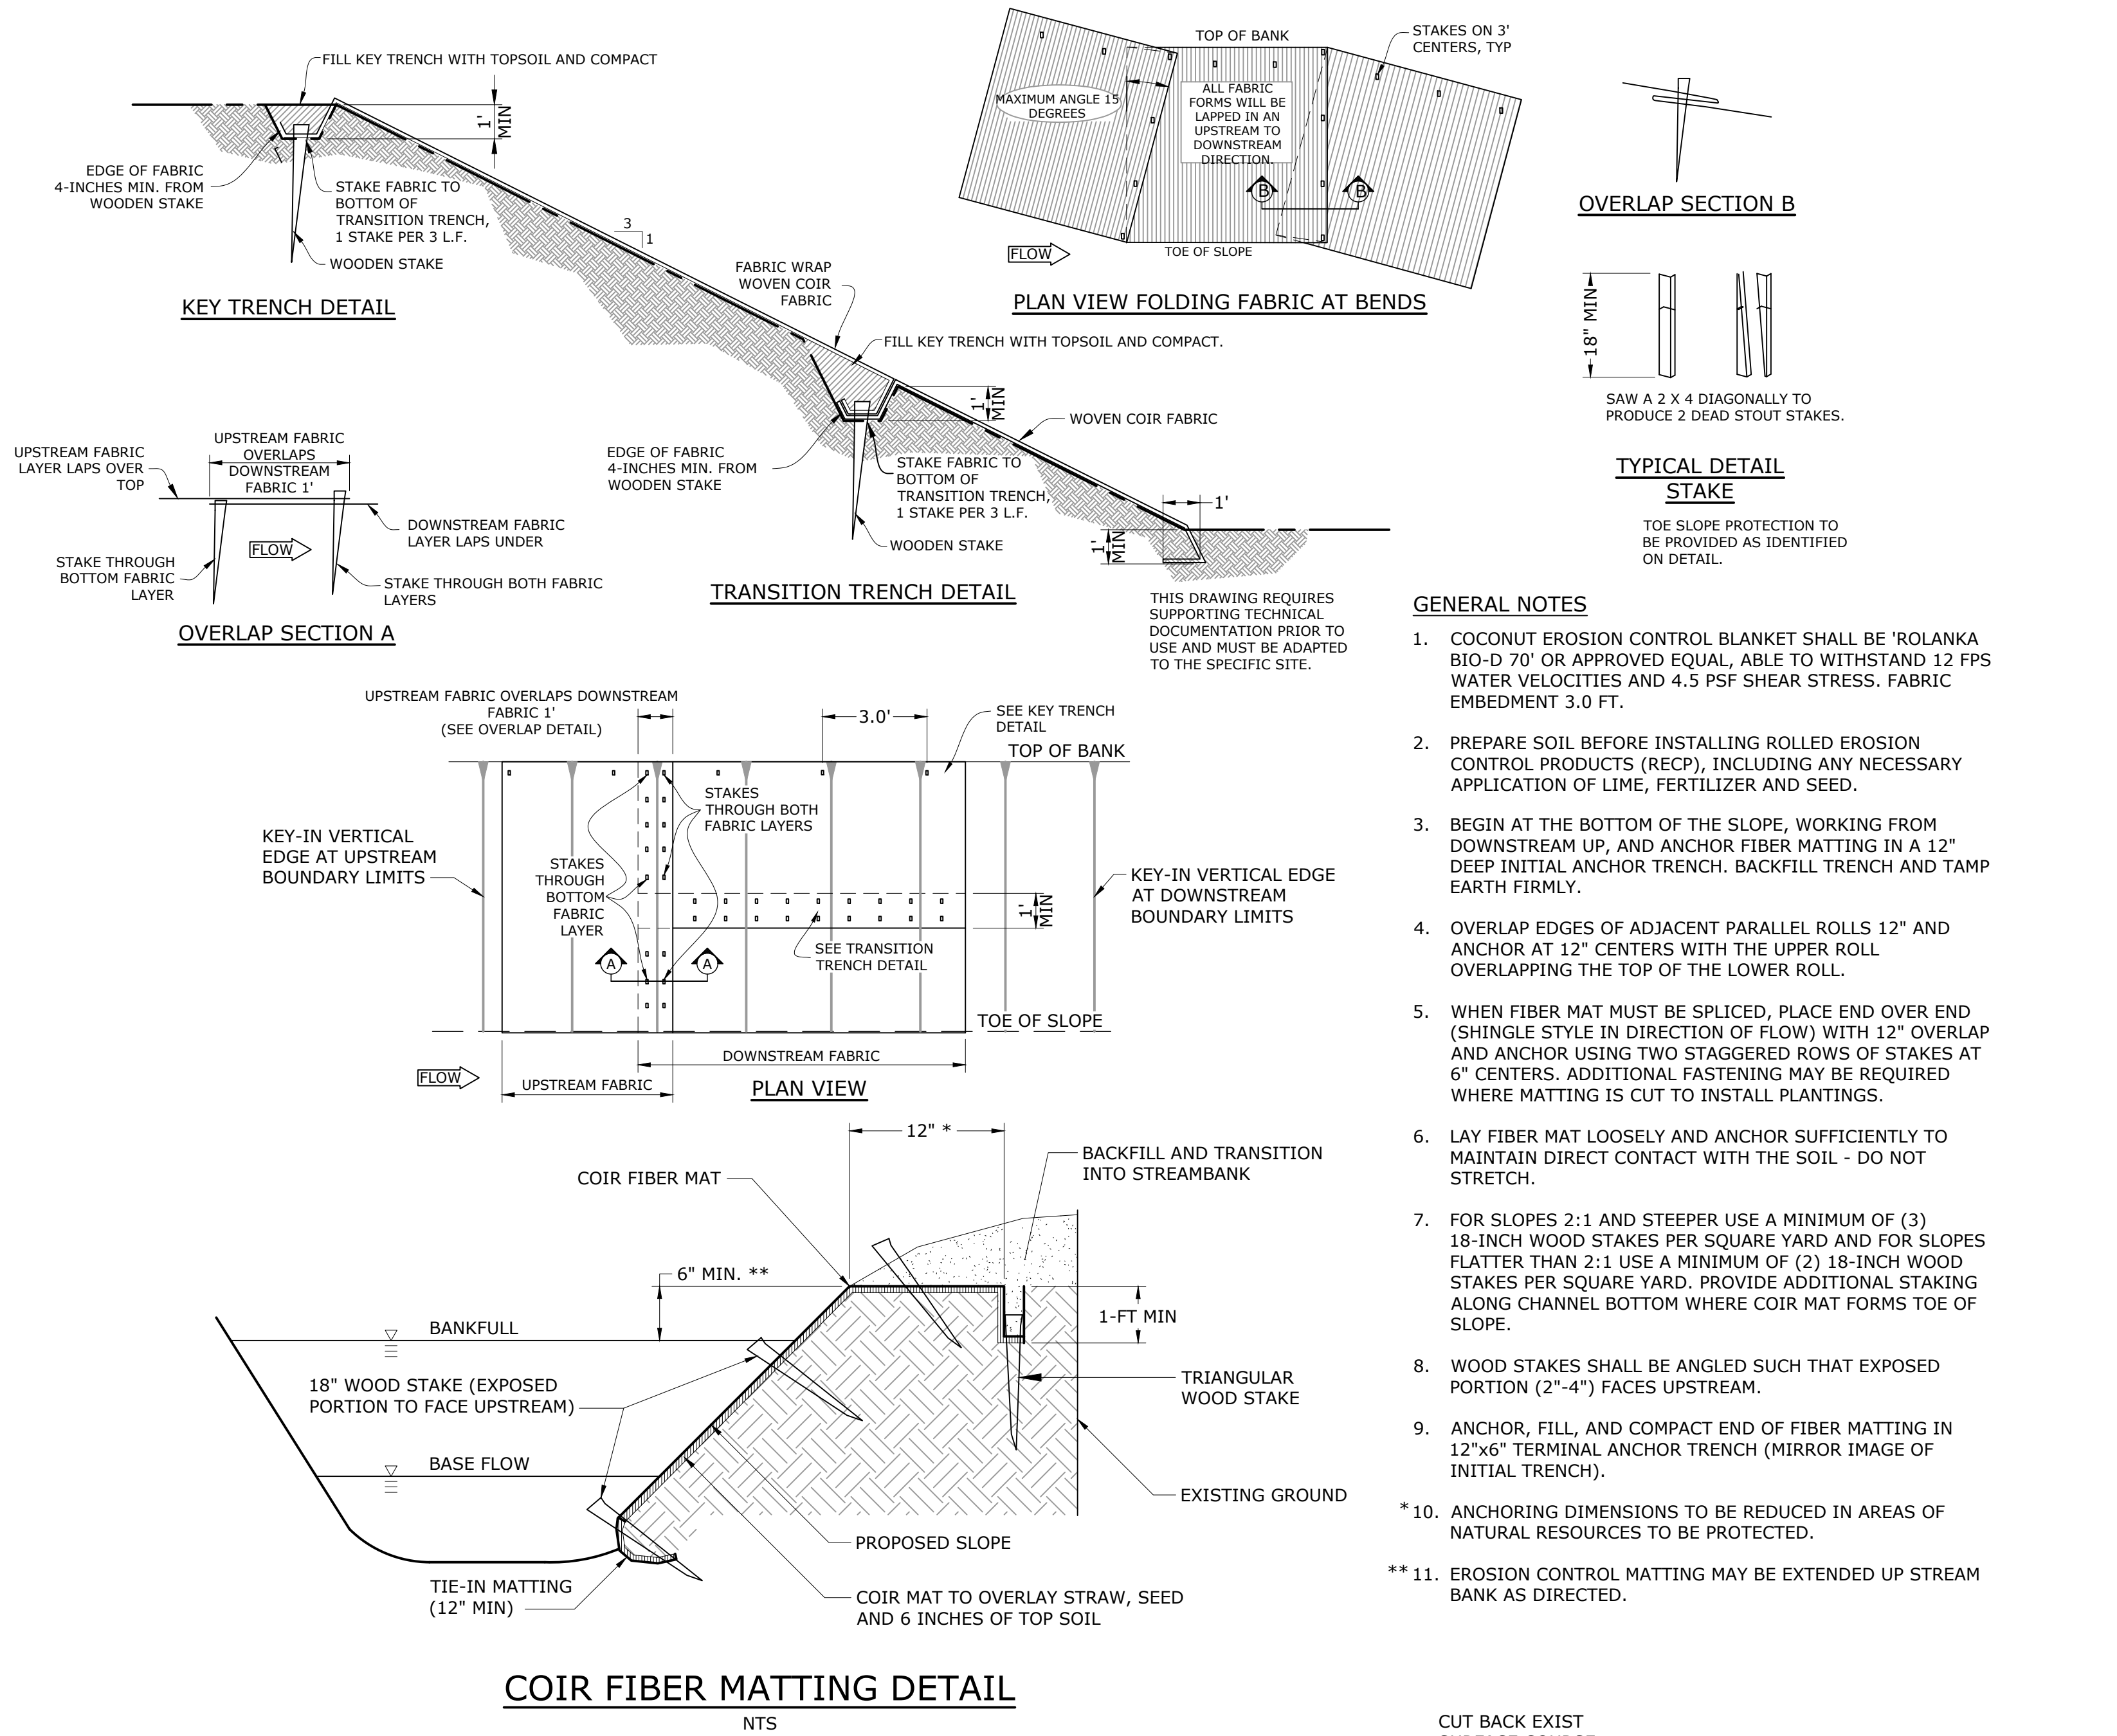 FILL KEY TRENCH WITH TOPSOIL AND COMPACT
1'
MIN
EDGE OF FABRIC
4-INCHES MIN. FROM
WOODEN STAKE
STAKE FABRIC TO
BOTTOM OF
TRANSITION TRENCH,
1 STAKE PER 3 L.F.
WOODEN STAKE
KEY TRENCH DETAIL
3
1
FABRIC WRAP
WOVEN COIR
FABRIC
FILL KEY TRENCH WITH TOPSOIL AND COMPACT.
1'
MIN
WOVEN COIR FABRIC
EDGE OF FABRIC
4-INCHES MIN. FROM
WOODEN STAKE
STAKE FABRIC TO
BOTTOM OF
TRANSITION TRENCH,
1 STAKE PER 3 L.F.
WOODEN STAKE
1'
1'
MIN
TRANSITION TRENCH DETAIL
THIS DRAWING REQUIRES
SUPPORTING TECHNICAL
DOCUMENTATION PRIOR TO
USE AND MUST BE ADAPTED
TO THE SPECIFIC SITE.
TOP OF BANK
STAKES ON 3'
CENTERS, TYP
MAXIMUM ANGLE 15
DEGREES
ALL FABRIC
FORMS WILL BE
LAPPED IN AN
UPSTREAM TO
DOWNSTREAM
DIRECTION.
B
B
FLOW
TOE OF SLOPE
PLAN VIEW FOLDING FABRIC AT BENDS
OVERLAP SECTION B
18" MIN
SAW A 2 X 4 DIAGONALLY TO
PRODUCE 2 DEAD STOUT STAKES.
TYPICAL DETAIL
STAKE
TOE SLOPE PROTECTION TO
BE PROVIDED AS IDENTIFIED
ON DETAIL.
UPSTREAM FABRIC
LAYER LAPS OVER
TOP
UPSTREAM FABRIC
OVERLAPS
DOWNSTREAM
FABRIC 1'
DOWNSTREAM FABRIC
LAYER LAPS UNDER
FLOW
STAKE THROUGH
BOTTOM FABRIC
LAYER
STAKE THROUGH BOTH FABRIC
LAYERS
OVERLAP SECTION A
UPSTREAM FABRIC OVERLAPS DOWNSTREAM
FABRIC 1'
(SEE OVERLAP DETAIL)
3.0'
SEE KEY TRENCH
DETAIL
TOP OF BANK
KEY-IN VERTICAL
EDGE AT UPSTREAM
BOUNDARY LIMITS
STAKES
THROUGH BOTH
FABRIC LAYERS
STAKES
THROUGH
BOTTOM
FABRIC
LAYER
1'
MIN
KEY-IN VERTICAL EDGE
AT DOWNSTREAM
BOUNDARY LIMITS
SEE TRANSITION
TRENCH DETAIL
A
A
TOE OF SLOPE
DOWNSTREAM FABRIC
FLOW
UPSTREAM FABRIC
PLAN VIEW
12" *
BACKFILL AND TRANSITION
INTO STREAMBANK
COIR FIBER MAT
6" MIN. **
1-FT MIN
BANKFULL
18" WOOD STAKE (EXPOSED
PORTION TO FACE UPSTREAM)
TRIANGULAR
WOOD STAKE
BASE FLOW
EXISTING GROUND
PROPOSED SLOPE
TIE-IN MATTING
(12" MIN)
COIR MAT TO OVERLAY STRAW, SEED
AND 6 INCHES OF TOP SOIL
COIR FIBER MATTING DETAIL
NTS
GENERAL NOTES
1. COCONUT EROSION CONTROL BLANKET SHALL BE 'ROLANKA
BIO-D 70' OR APPROVED EQUAL, ABLE TO WITHSTAND 12 FPS
WATER VELOCITIES AND 4.5 PSF SHEAR STRESS. FABRIC
EMBEDMENT 3.0 FT.
2. PREPARE SOIL BEFORE INSTALLING ROLLED EROSION
CONTROL PRODUCTS (RECP), INCLUDING ANY NECESSARY
APPLICATION OF LIME, FERTILIZER AND SEED.
3. BEGIN AT THE BOTTOM OF THE SLOPE, WORKING FROM
DOWNSTREAM UP, AND ANCHOR FIBER MATTING IN A 12"
DEEP INITIAL ANCHOR TRENCH. BACKFILL TRENCH AND TAMP
EARTH FIRMLY.
4. OVERLAP EDGES OF ADJACENT PARALLEL ROLLS 12" AND
ANCHOR AT 12" CENTERS WITH THE UPPER ROLL
OVERLAPPING THE TOP OF THE LOWER ROLL.
5. WHEN FIBER MAT MUST BE SPLICED, PLACE END OVER END
(SHINGLE STYLE IN DIRECTION OF FLOW) WITH 12" OVERLAP
AND ANCHOR USING TWO STAGGERED ROWS OF STAKES AT
6" CENTERS. ADDITIONAL FASTENING MAY BE REQUIRED
WHERE MATTING IS CUT TO INSTALL PLANTINGS.
6. LAY FIBER MAT LOOSELY AND ANCHOR SUFFICIENTLY TO
MAINTAIN DIRECT CONTACT WITH THE SOIL - DO NOT
STRETCH.
7. FOR SLOPES 2:1 AND STEEPER USE A MINIMUM OF (3)
18-INCH WOOD STAKES PER SQUARE YARD AND FOR SLOPES
FLATTER THAN 2:1 USE A MINIMUM OF (2) 18-INCH WOOD
STAKES PER SQUARE YARD. PROVIDE ADDITIONAL STAKING
ALONG CHANNEL BOTTOM WHERE COIR MAT FORMS TOE OF
SLOPE.
8. WOOD STAKES SHALL BE ANGLED SUCH THAT EXPOSED
PORTION (2"-4") FACES UPSTREAM.
9. ANCHOR, FILL, AND COMPACT END OF FIBER MATTING IN
12"x6" TERMINAL ANCHOR TRENCH (MIRROR IMAGE OF
INITIAL TRENCH).
*10. ANCHORING DIMENSIONS TO BE REDUCED IN AREAS OF
NATURAL RESOURCES TO BE PROTECTED.
**11. EROSION CONTROL MATTING MAY BE EXTENDED UP STREAM
BANK AS DIRECTED.
CUT BACK EXIST